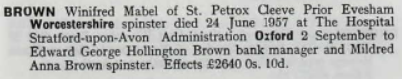 BROWN Winifred Mabel of St. Petrox Cleeve Prior Evesham
Worcestershire spinster died 24 June 1957 at The Hospital
Stratford-upon-Avon Administration Oxford 2 September to
Edward George Hollington Brown bank manager and Mildred
Anna Brown spinster. Effects £2640 0s. 10d.